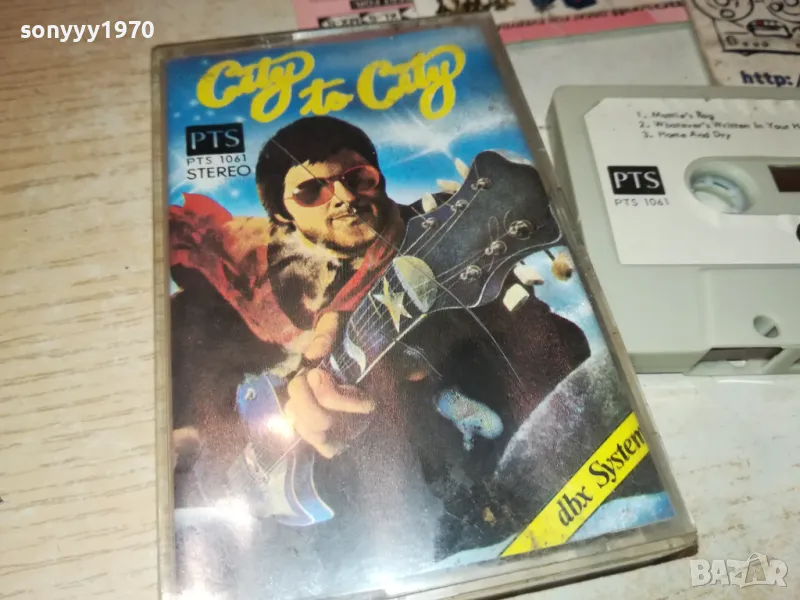 sonyyy1970
http:/
City to City
PTS
PTS 1061
STEREO
dbx System
1. Mattie's Rag
2. Whatever's Written In Your H
3. Home And Dry
PTS
PTS 1061
BAZAR